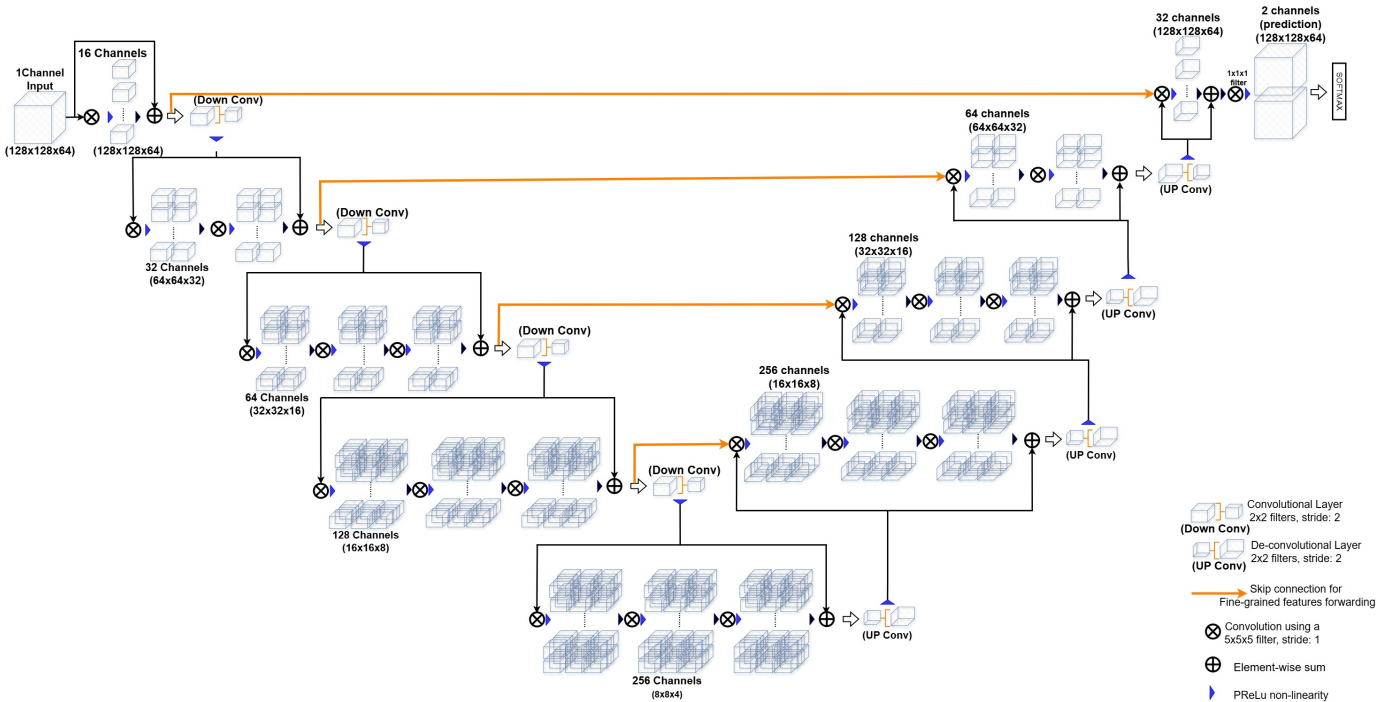 1Channel
Input
(128x128x64)
16 Channels
(128x128x64)
(Down Conv)
32 Channels
(64x64x32)
(Down Conv)
64 Channels
(32x32x16)
(Down Conv)
128 Channels
(16x16x8)
(Down Conv)
256 Channels
(8x8x4)
(UP Conv)
256 channels
(16x16x8)
(UP Conv)
128 channels
(32x32x16)
(UP Conv)
64 channels
(64x64x32)
(UP Conv)
32 channels
(128x128x64)
1x1x1
filter
2 channels
(prediction)
(128x128x64)
SOFTMAX
(Down Conv)
Convolutional Layer
2x2 filters, stride: 2
(UP Conv)
De-convolutional Layer
2x2 filters, stride: 2
Skip connection for
Fine-grained features forwarding
Convolution using a
5x5x5 filter, stride: 1
Element-wise sum
PReLu non-linearity